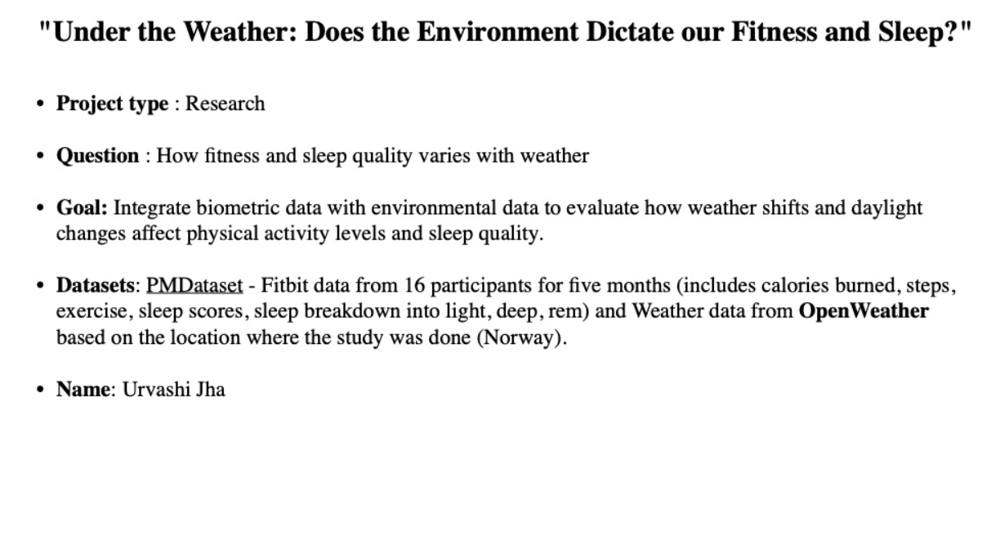 "Under the Weather: Does the Environment Dictate our Fitness and Sleep?"
• Project type : Research
• Question : How fitness and sleep quality varies with weather
• Goal: Integrate biometric data with environmental data to evaluate how weather shifts and daylight
changes affect physical activity levels and sleep quality.
• Datasets: PMDataset - Fitbit data from 16 participants for five months (includes calories burned, steps,
exercise, sleep scores, sleep breakdown into light, deep, rem) and Weather data from OpenWeather
based on the location where the study was done (Norway).
• Name: Urvashi Jha